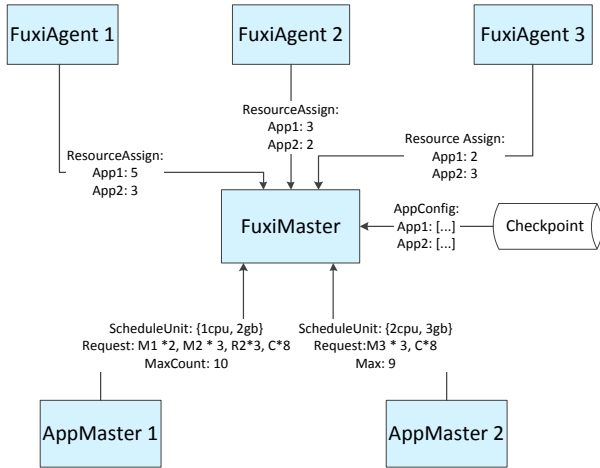 FuxiAgent 1
FuxiAgent 2
FuxiAgent 3
ResourceAssign:
App1: 3
App2: 2
ResourceAssign:
App1: 5
App2: 3
Resource Assign:
App1: 2
App2: 3
FuxiMaster
AppConfig:
App1: [...]
App2: [...]
Checkpoint
ScheduleUnit: {1cpu, 2gb}
Request: M1 *2, M2 * 3, R2*3, C*8
MaxCount: 10
ScheduleUnit: {2cpu, 3gb}
Request:M3 * 3, C*8
Max: 9
AppMaster 1
AppMaster 2